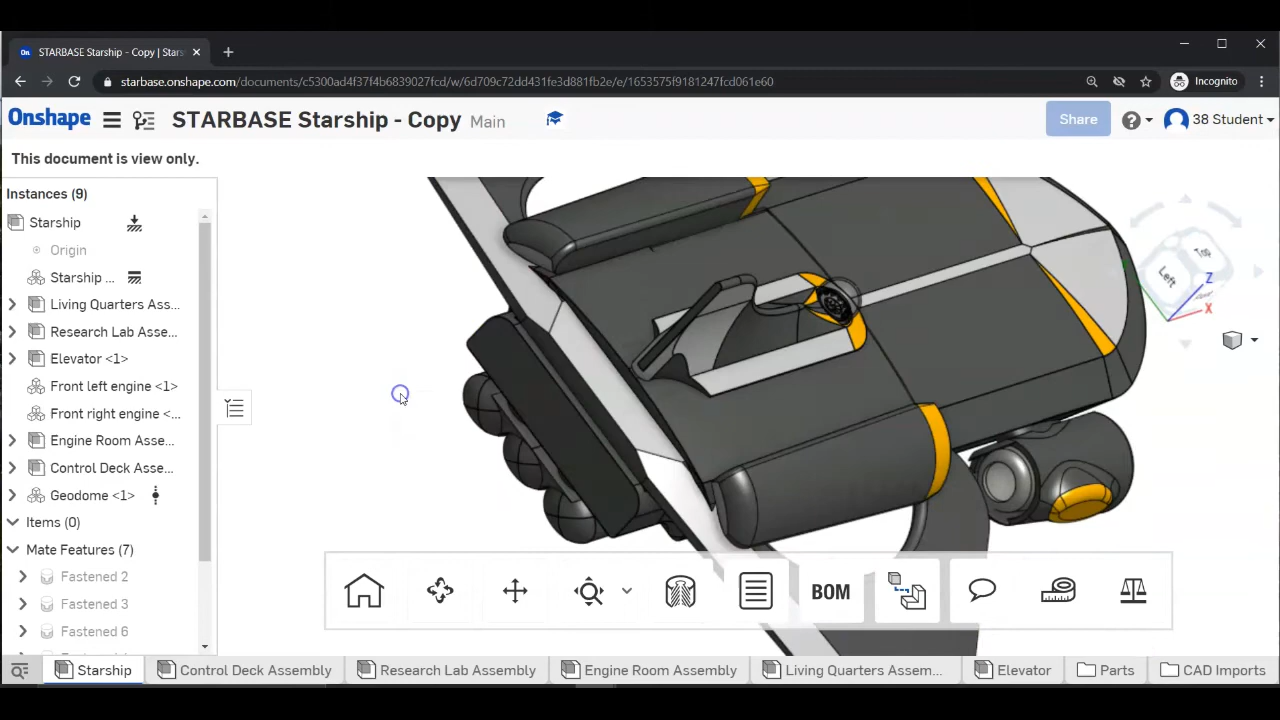 On STARBASE Starship - Copy | Stars
starbase.onshape.com/documents/c5300ad4f37f4b6839027fcd/w/6d709c72dd431fe3d881fb2e/e/1653575f9181247fcd061e60
Incognito
Onshape STARBASE Starship - Copy Main Share 38 Student
This document is view only.
Instances (9)
Starship
Origin
Starship ...
Living Quarters Ass...
Research Lab Asse...
Elevator <1>
Front left engine <1>
Front right engine <...
Engine Room Asse...
Control Deck Asse...
Geodome <1>
Items (0)
Mate Features (7)
Fastened 2
Fastened 3
Fastened 6
Top
Left
Z
X
BOM
Starship Control Deck Assembly Research Lab Assembly Engine Room Assembly Living Quarters Assem... Elevator Parts CAD Imports